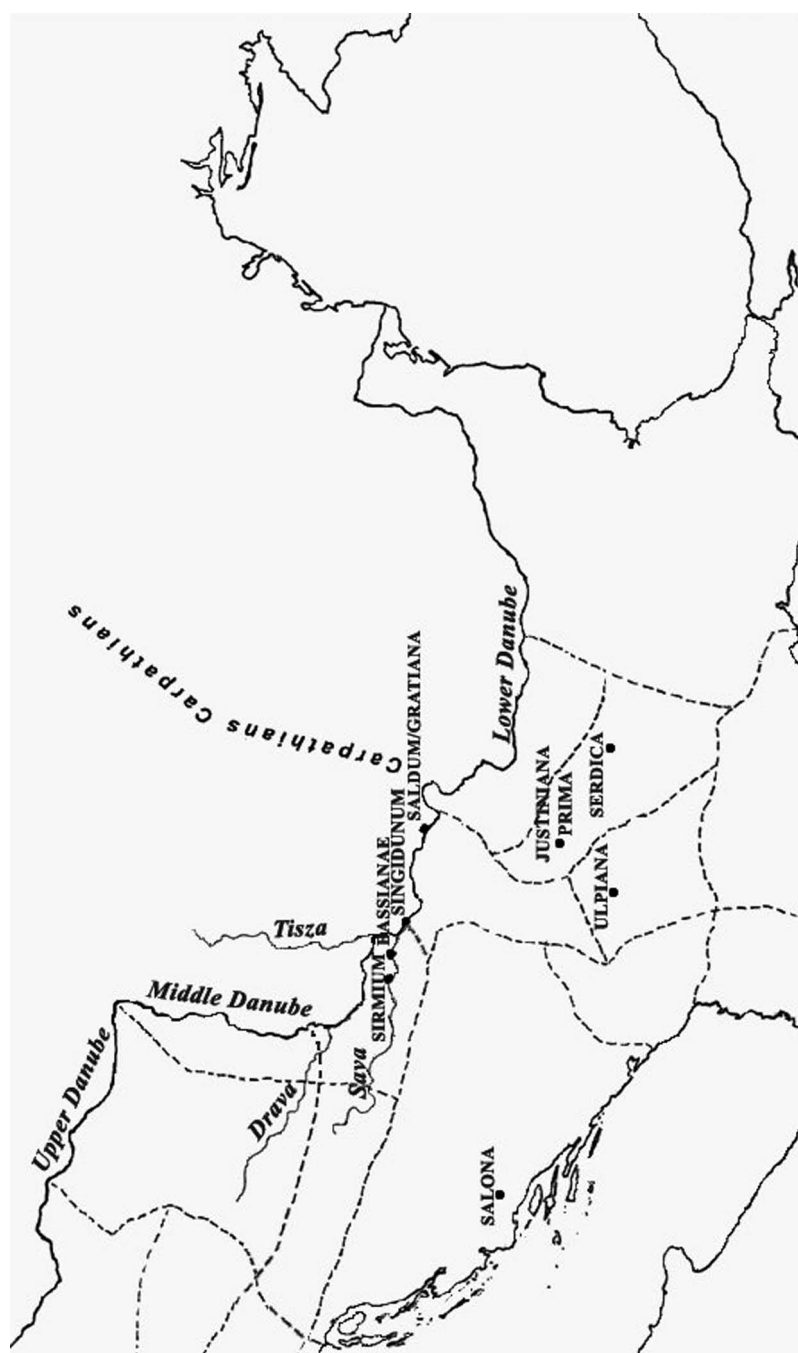 Carpathians Carpathians
Upper Danube
Middle Danube
Tisza
Drava
Sava
SIRMIUM
BASSIANAE
SINGIDUNUM
SALDUM/GRATIANA
Lower Danube
SALONA
ULPIANA
JUSTINIANA
PRIMA
SERDICA